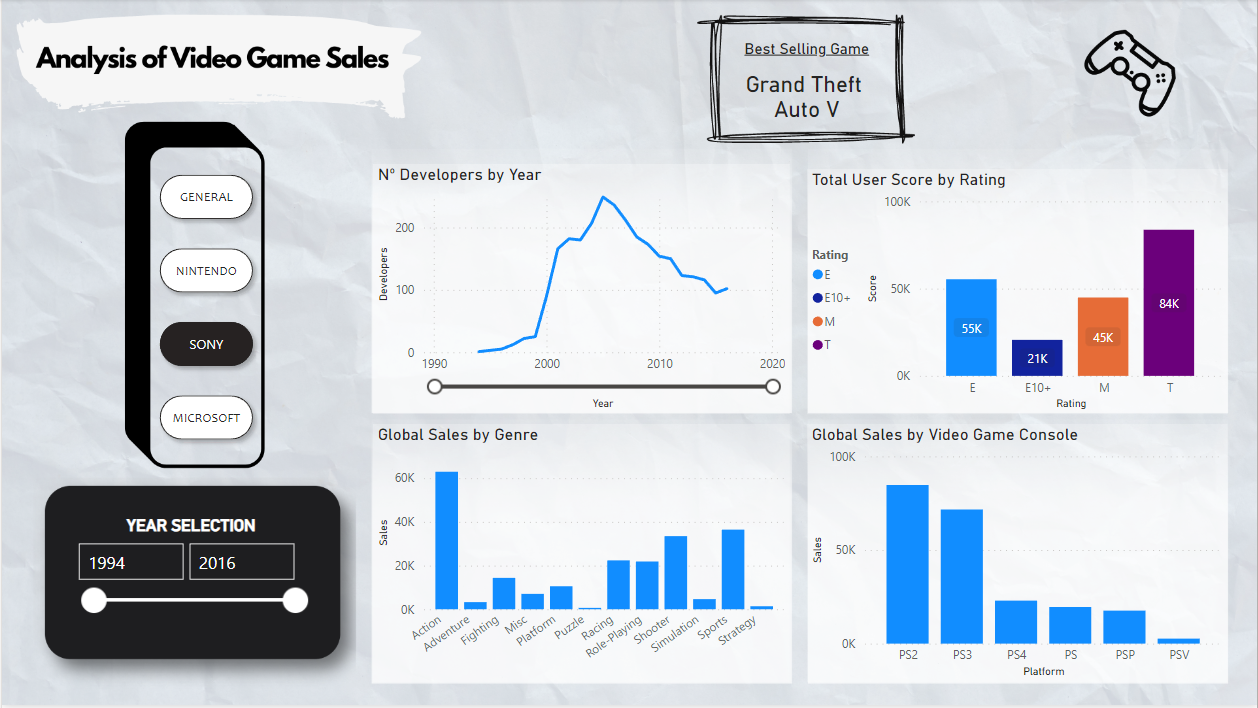 Analysis of Video Game Sales
Best Selling Game
Grand Theft
Auto V
GENERAL
NINTENDO
SONY
MICROSOFT
YEAR SELECTION
1994 2016
Nº Developers by Year
Developers
200
100
0
1990 2000 2010 2020
Year
Total User Score by Rating
Rating
E
E10+
M
T
Score
100K
50K
0K
55K
21K
45K
84K
E E10+ M T
Rating
Global Sales by Genre
Sales
60K
40K
20K
0K
Action
Adventure
Fighting
Misc
Platform
Puzzle
Racing
Role-Playing
Shooter
Simulation
Sports
Strategy
Global Sales by Video Game Console
Sales
100K
50K
0K
PS2 PS3 PS4 PS PSP PSV
Platform